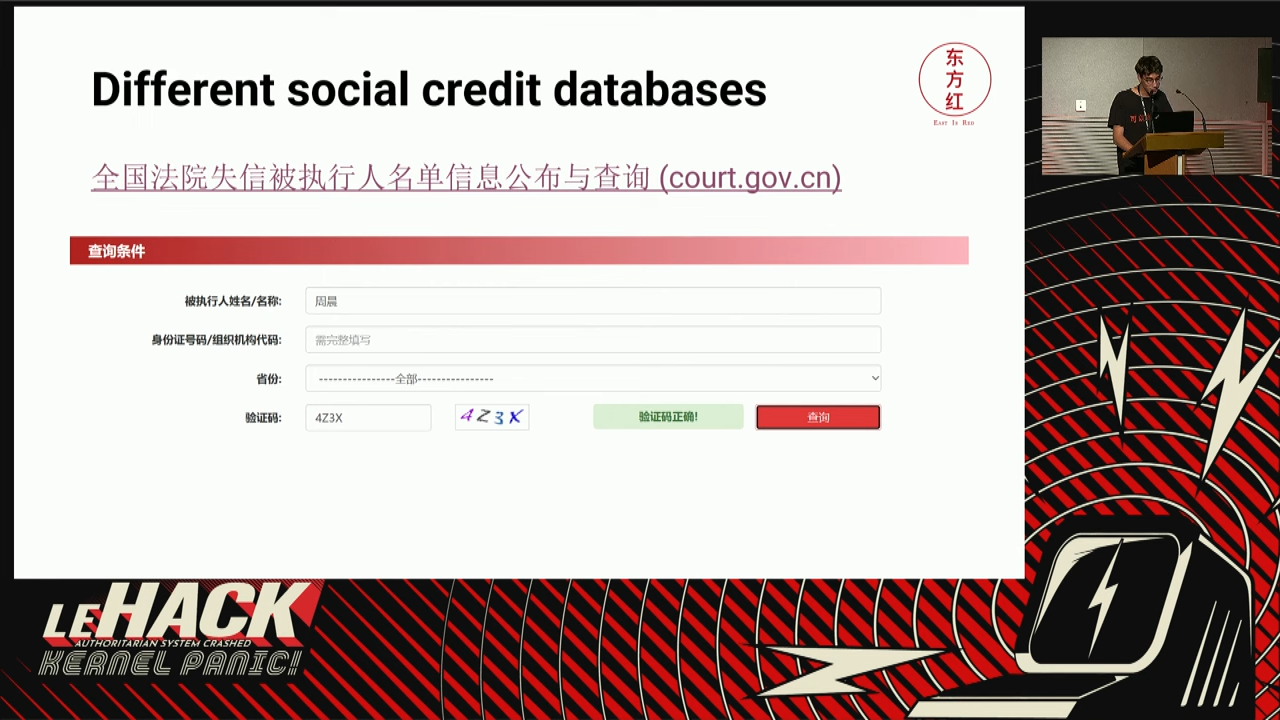 Different social credit databases
东
方
红
East Is Red
全国法院失信被执行人名单信息公布与查询 (court.gov.cn)
查询条件
被执行人姓名/名称:
周晨
身份证号码/组织机构代码:
需完整填写
省份:
----------------全部----------------
验证码:
4Z3X
4Z3X
验证码正确!
查询
LEHACK
AUTHORITARIAN SYSTEM CRASHED
KERNEL PANIC!